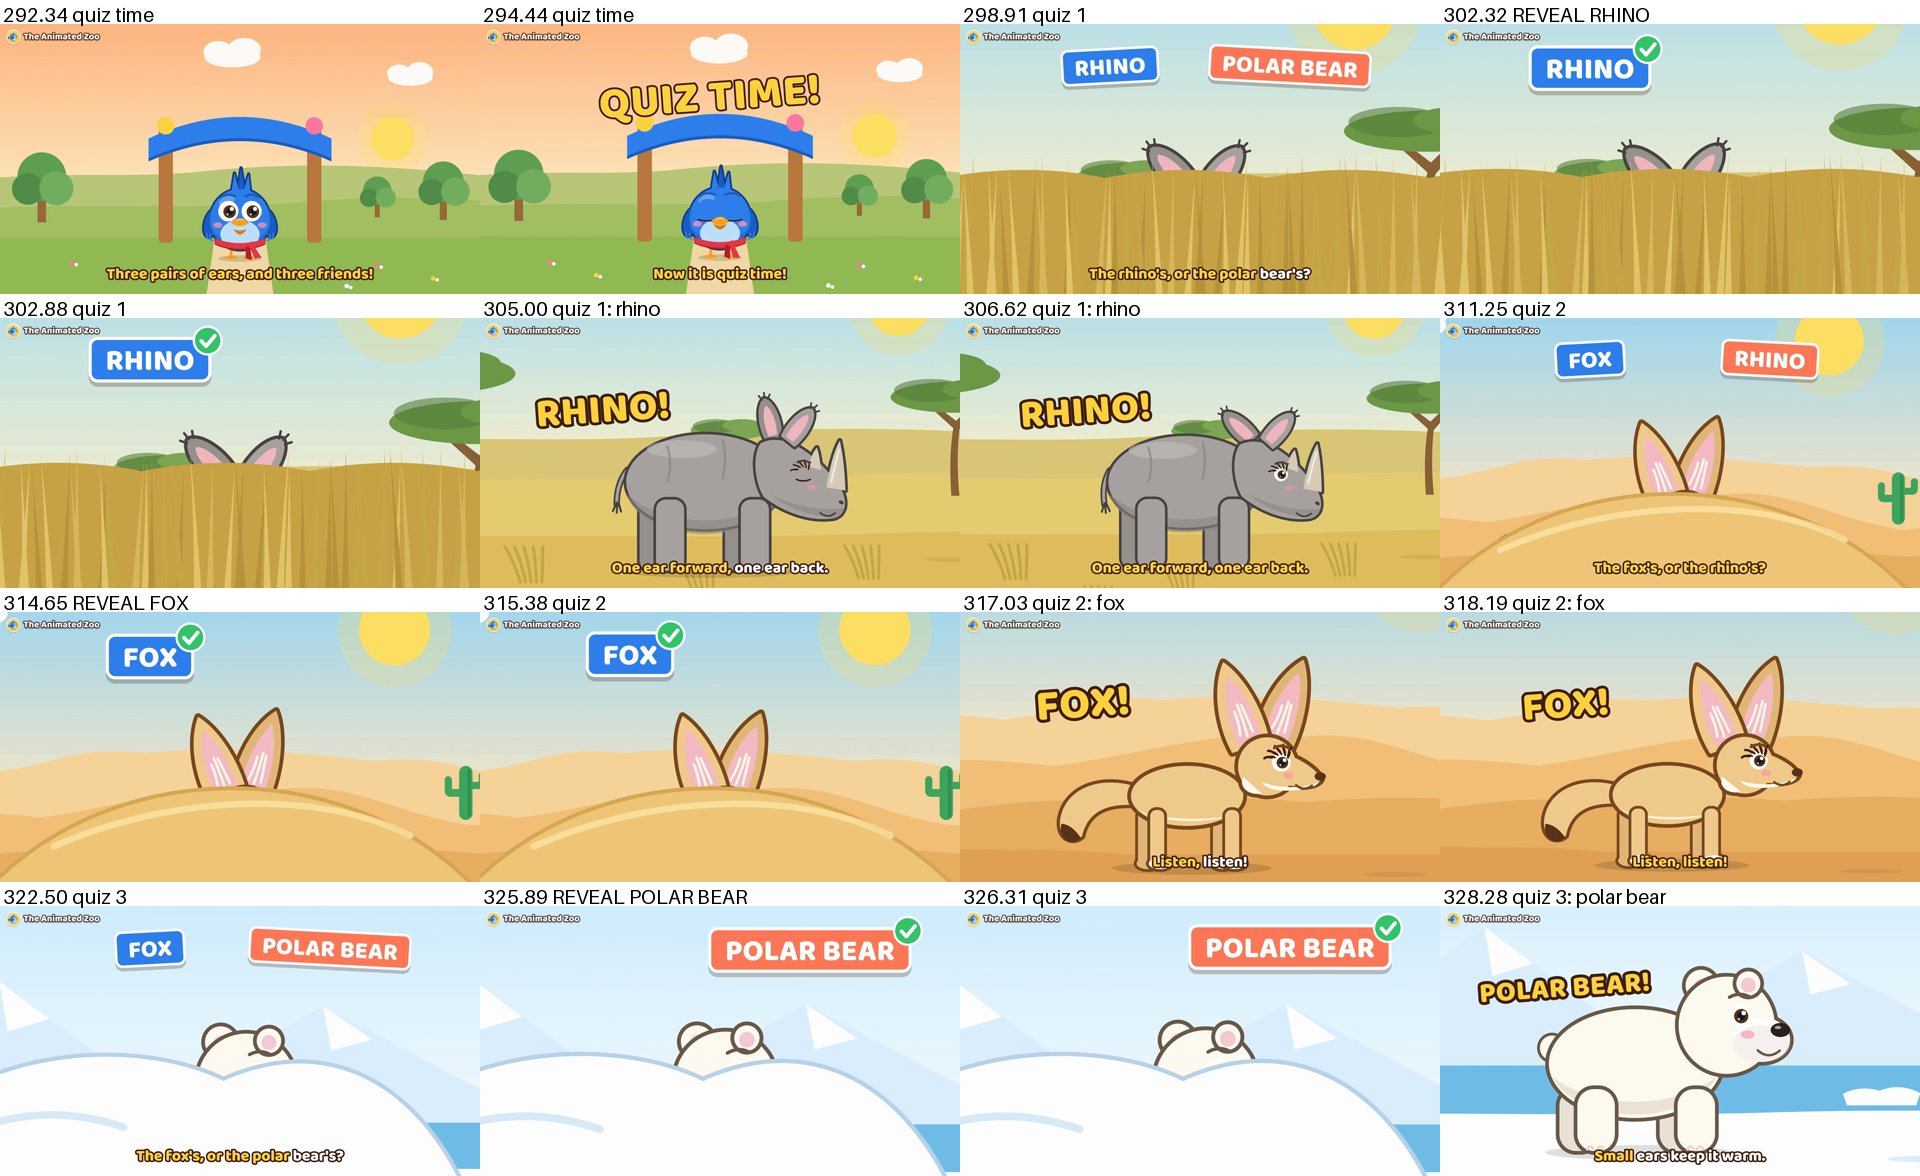 292.34 quiz time
The Animated Zoo
Three pairs of ears, and three friends!
294.44 quiz time
The Animated Zoo
QUIZ TIME!
Now it is quiz time!
298.91 quiz 1
The Animated Zoo
RHINO
POLAR BEAR
The rhino's, or the polar bear's?
302.32 REVEAL RHINO
The Animated Zoo
RHINO
302.88 quiz 1
The Animated Zoo
RHINO
305.00 quiz 1: rhino
The Animated Zoo
RHINO!
One ear forward, one ear back.
306.62 quiz 1: rhino
The Animated Zoo
RHINO!
One ear forward, one ear back.
311.25 quiz 2
The Animated Zoo
FOX
RHINO
The fox's, or the rhino's?
314.65 REVEAL FOX
The Animated Zoo
FOX
315.38 quiz 2
The Animated Zoo
FOX
317.03 quiz 2: fox
The Animated Zoo
FOX!
Listen, listen!
318.19 quiz 2: fox
The Animated Zoo
FOX!
Listen, listen!
322.50 quiz 3
The Animated Zoo
FOX
POLAR BEAR
The fox's, or the polar bear's?
325.89 REVEAL POLAR BEAR
The Animated Zoo
POLAR BEAR
326.31 quiz 3
The Animated Zoo
POLAR BEAR
328.28 quiz 3: polar bear
The Animated Zoo
POLAR BEAR!
Small ears keep it warm.